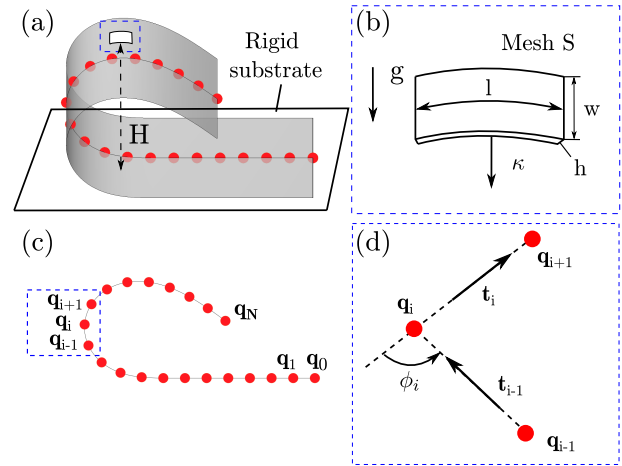 (a)
Rigid
substrate
H
(b)
Mesh S
g
l
w
h
κ
(c)
q_{i+1}
q_i
q_{i-1}
q_N
q_1 q_0
(d)
q_{i+1}
q_i
t_i
ϕ_i
t_{i-1}
q_{i-1}